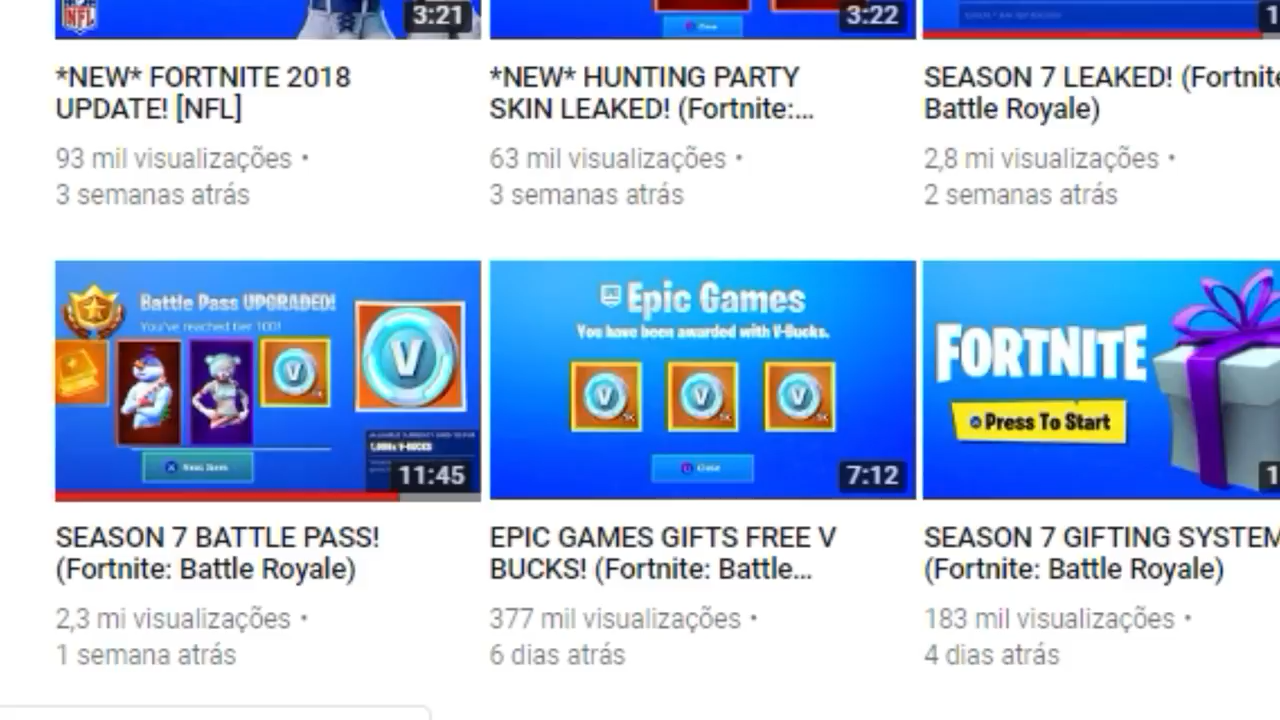 NFL
3:21
3:22
*NEW* FORTNITE 2018
UPDATE! [NFL]
93 mil visualizações •
3 semanas atrás
*NEW* HUNTING PARTY
SKIN LEAKED! (Fortnite:...
63 mil visualizações •
3 semanas atrás
SEASON 7 LEAKED! (Fortnite
Battle Royale)
2,8 mi visualizações •
2 semanas atrás
Battle Pass UPGRADED!
You've reached tier 100!
V
V
Next Item
V-BUCKS
11:45
Epic Games
You have been awarded with V-Bucks.
V
V
V
Close
7:12
FORTNITE
Press To Start
SEASON 7 BATTLE PASS!
(Fortnite: Battle Royale)
2,3 mi visualizações •
1 semana atrás
EPIC GAMES GIFTS FREE V
BUCKS! (Fortnite: Battle...
377 mil visualizações •
6 dias atrás
SEASON 7 GIFTING SYSTEM
(Fortnite: Battle Royale)
183 mil visualizações •
4 dias atrás